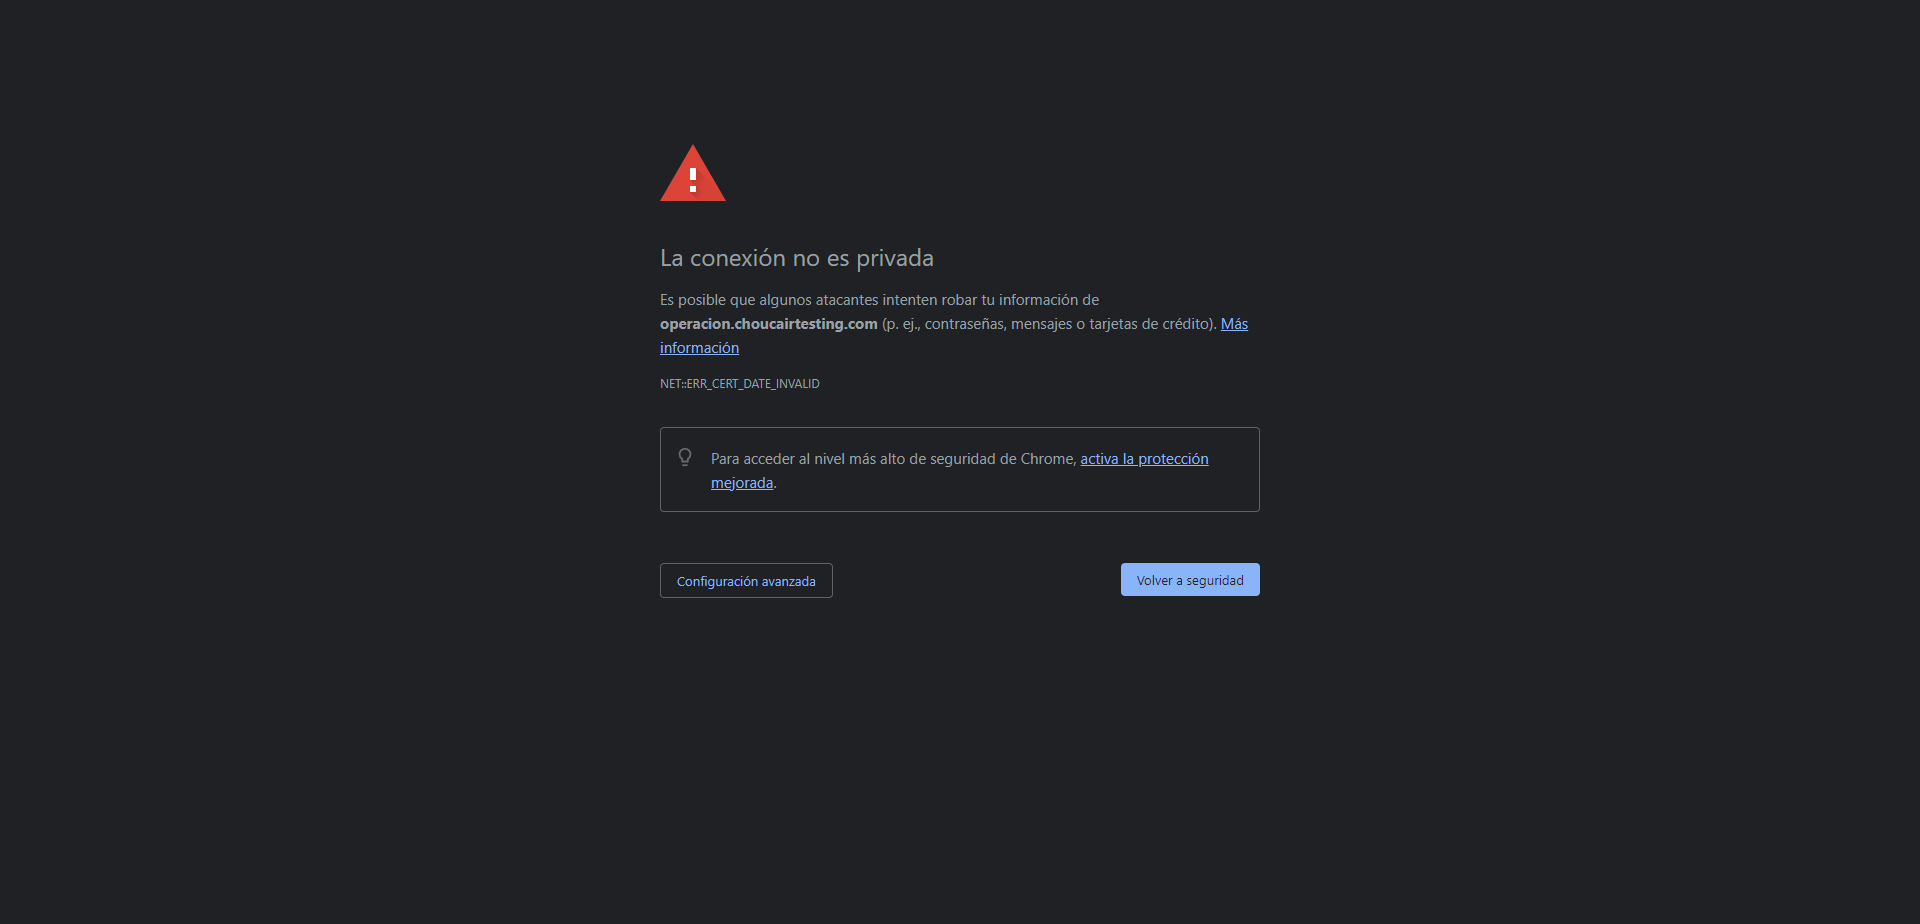 La conexión no es privada
Es posible que algunos atacantes intenten robar tu información de
operacion.choucairtesting.com (p. ej., contraseñas, mensajes o tarjetas de crédito). Más
información
NET::ERR_CERT_DATE_INVALID
Para acceder al nivel más alto de seguridad de Chrome, activa la protección
mejorada.
Configuración avanzada
Volver a seguridad